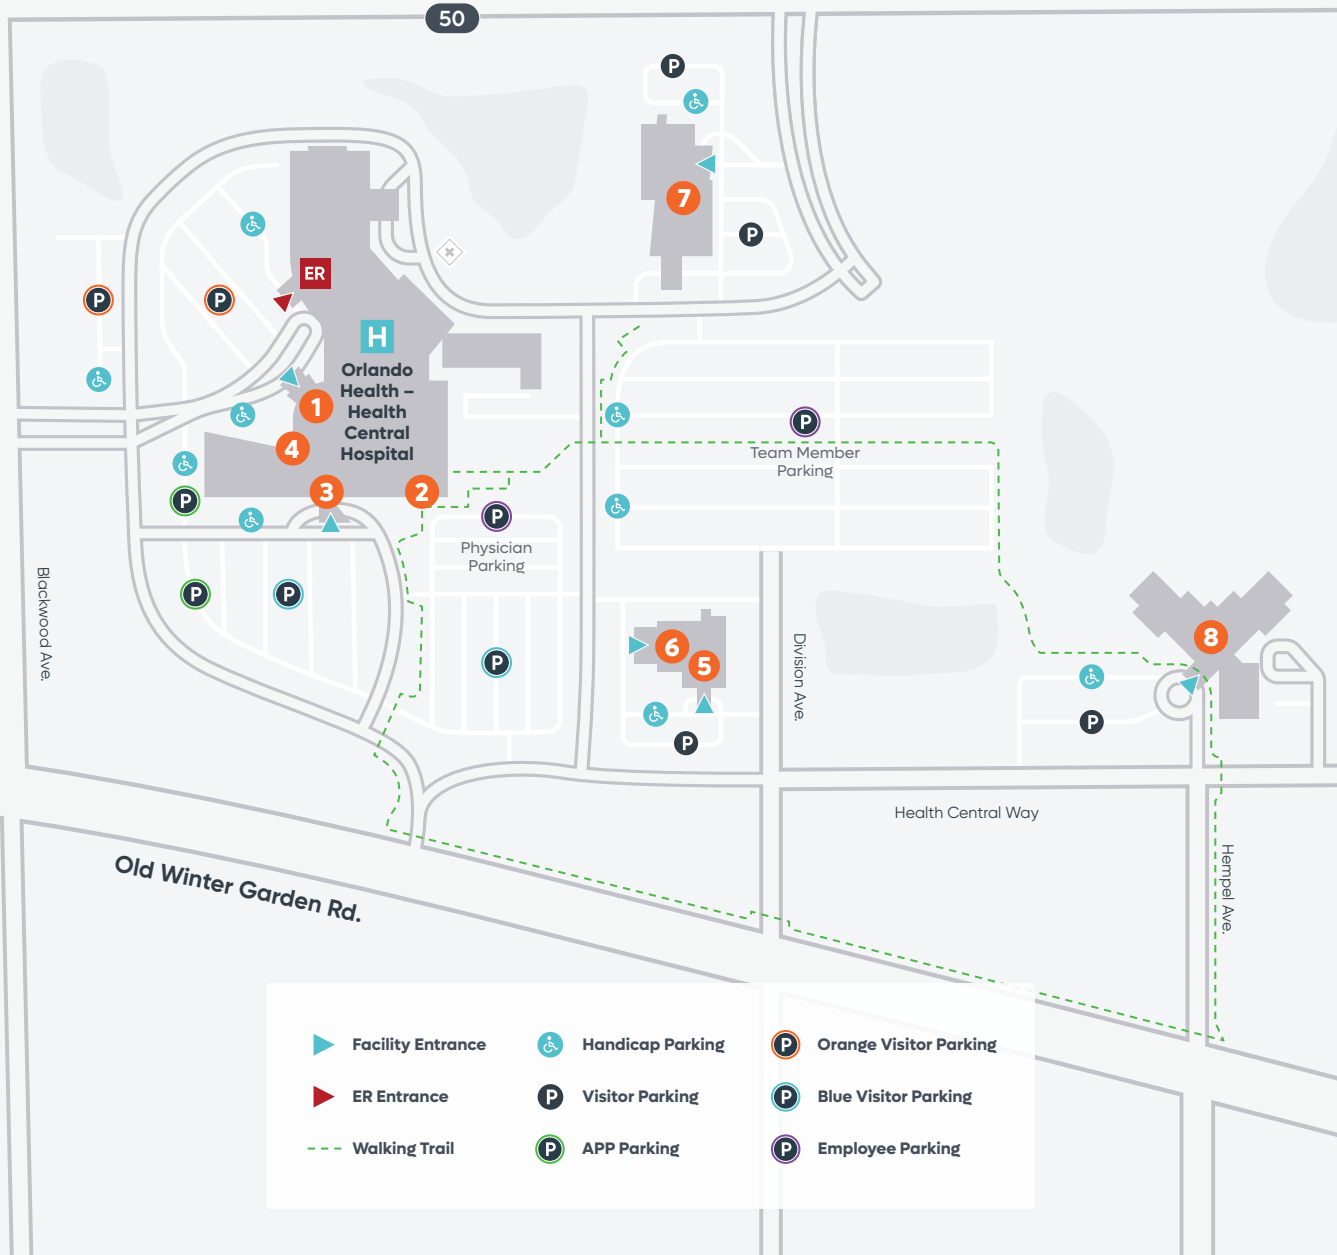 50
P
P
7
P
ER
P
P
H
Orlando
Health –
Health
Central
Hospital
1
4
3
2
P
P
Team Member
Parking
P
Physician
Parking
Blackwood Ave.
P
P
P
6
5
P
Division Ave.
8
P
Health Central Way
Hempel Ave.
Old Winter Garden Rd.
Facility Entrance
Handicap Parking
P
Orange Visitor Parking
ER Entrance
P
Visitor Parking
P
Blue Visitor Parking
Walking Trail
P
APP Parking
P
Employee Parking